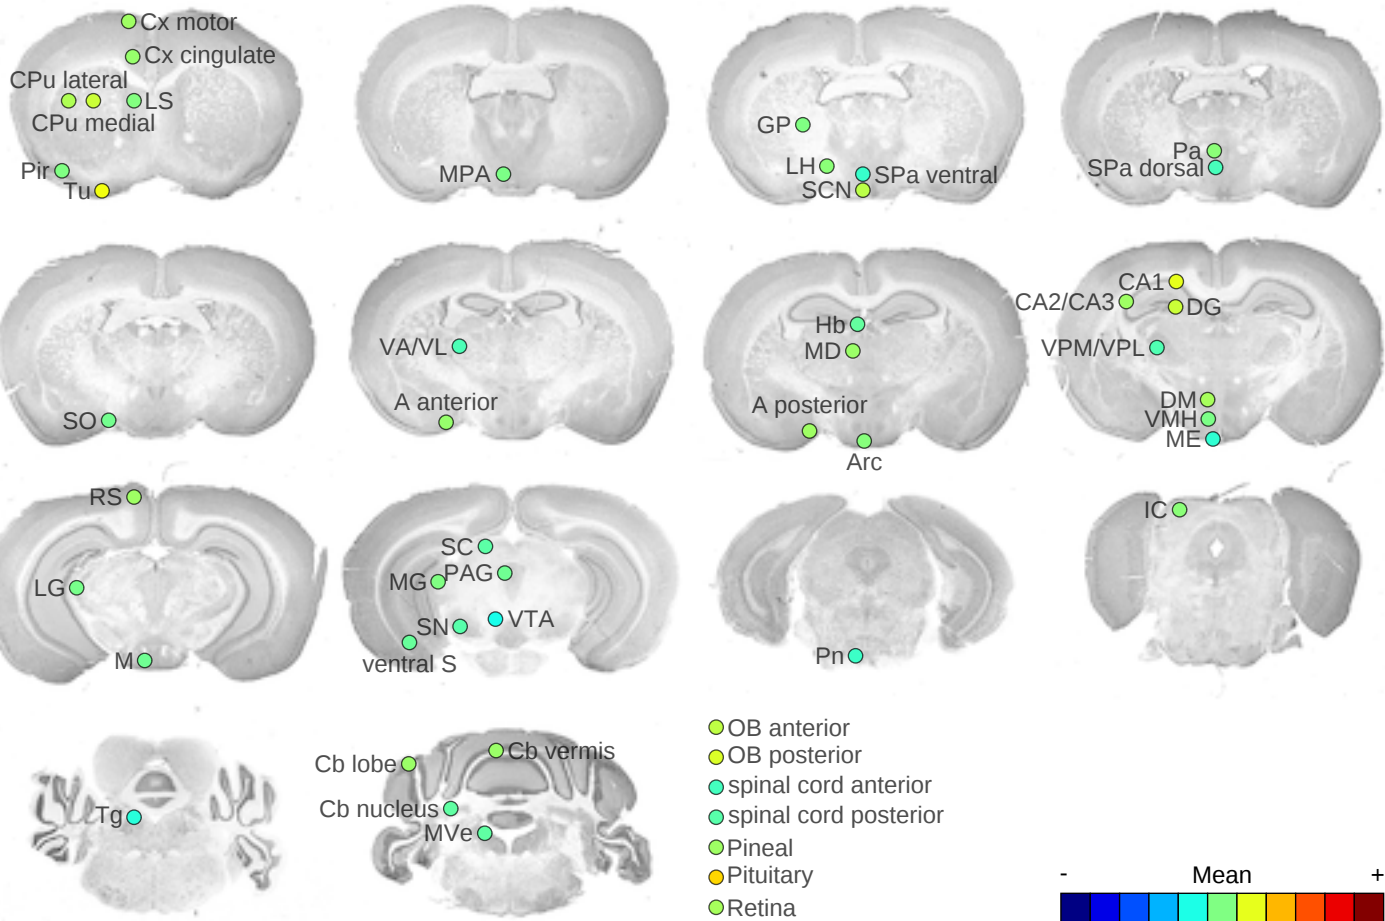 Cx motor
Cx cingulate
CPu lateral
LS
CPu medial
Pir
Tu
MPA
GP
LH
SPa ventral
SCN
Pa
SPa dorsal
SO
VA/VL
A anterior
Hb
MD
A posterior
Arc
CA1
CA2/CA3
DG
VPM/VPL
DM
VMH
ME
RS
LG
M
SC
MG
PAG
SN
VTA
ventral S
Pn
IC
Tg
Cb lobe
Cb vermis
Cb nucleus
MVe
OB anterior
OB posterior
spinal cord anterior
spinal cord posterior
Pineal
Pituitary
Retina
- Mean +